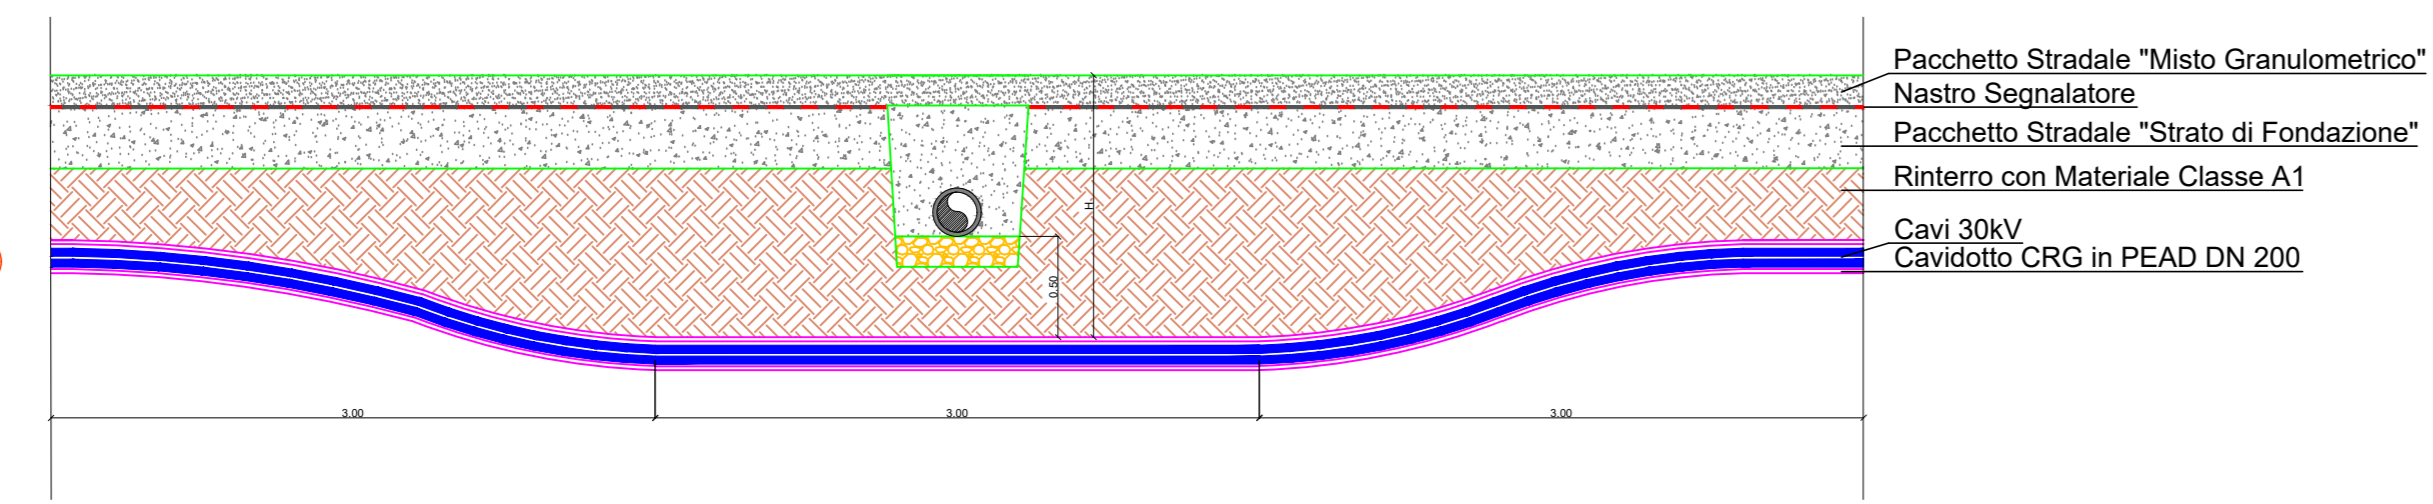 Pacchetto Stradale "Misto Granulometrico"
Nastro Segnalatore
Pacchetto Stradale "Strato di Fondazione"
Rinterro con Materiale Classe A1
Cavi 30kV
Cavidotto CRG in PEAD DN 200
H
0.50
3.00
3.00
3.00